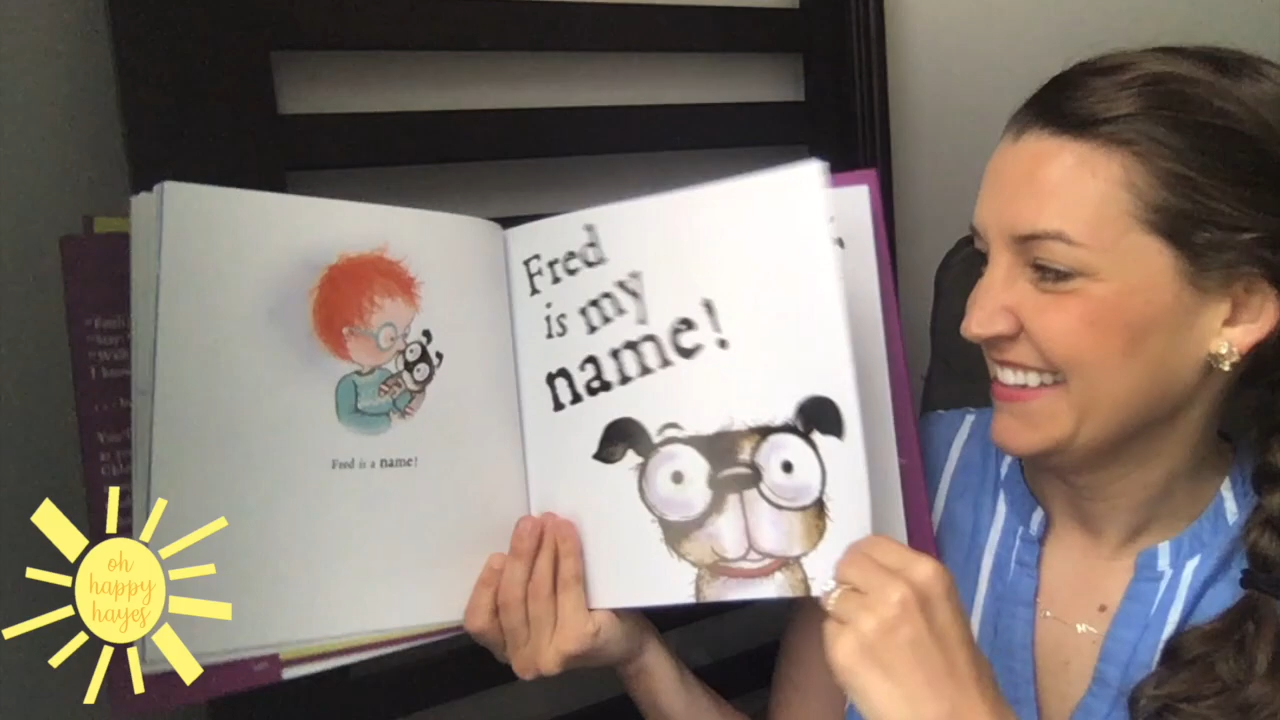 Fred is a name!
Fred
is my
name!
oh
happy
hayes